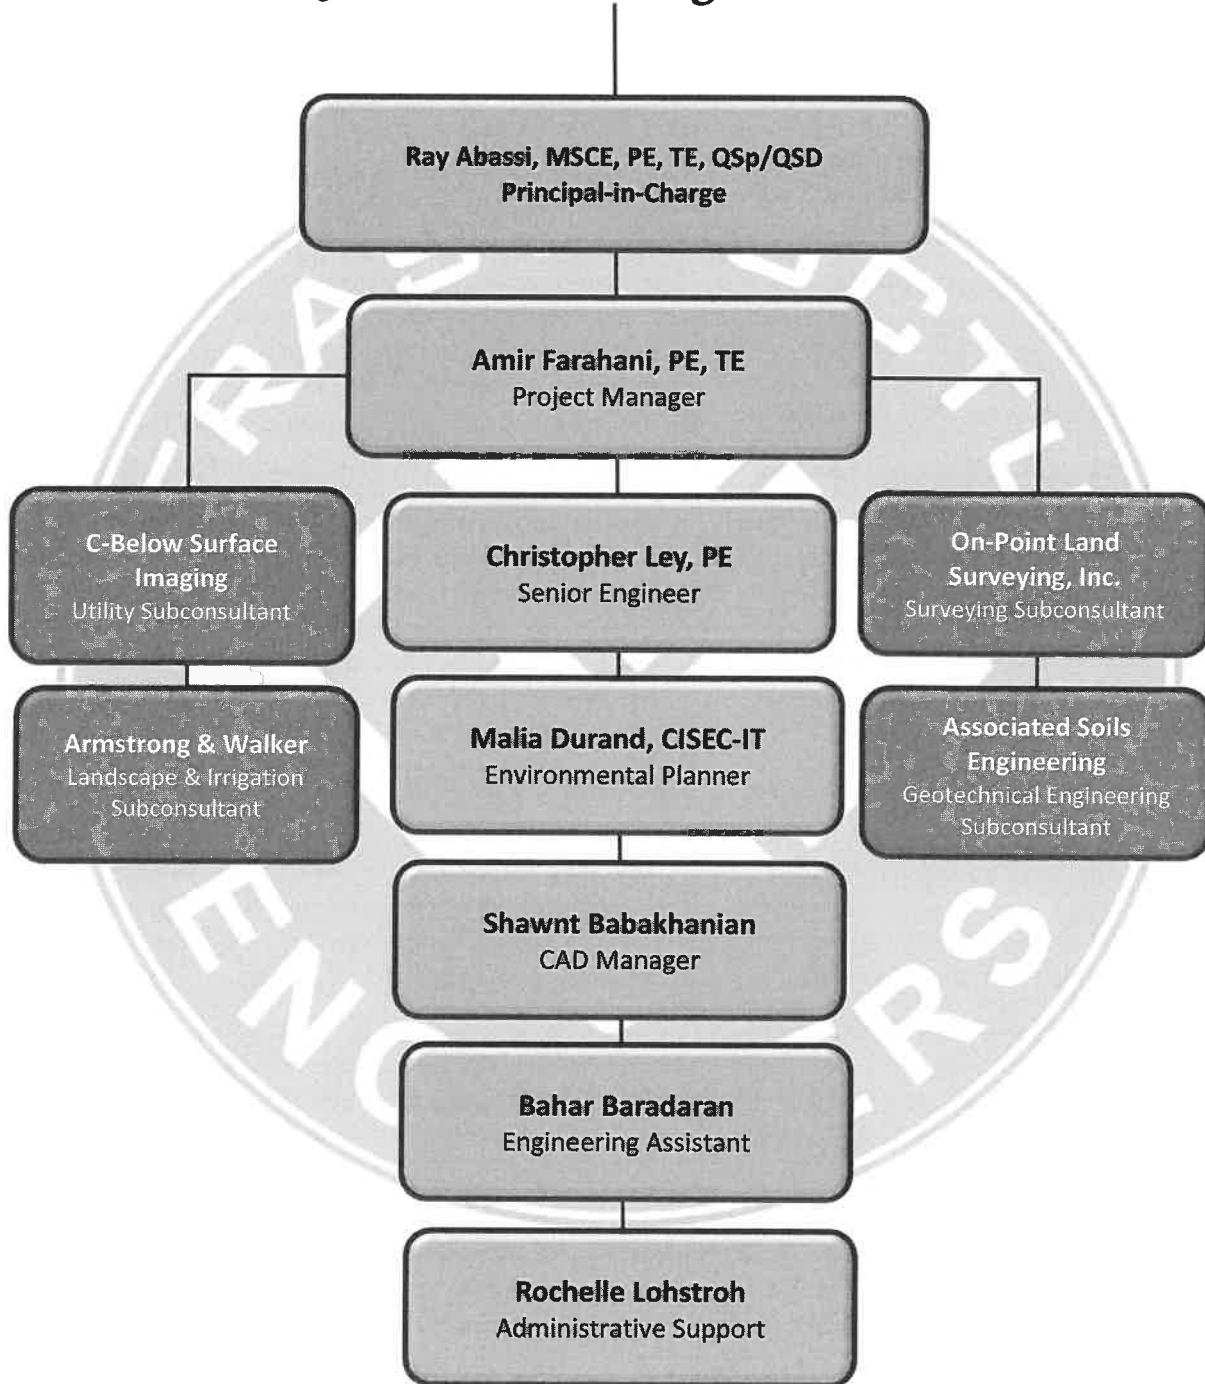 Ray Abassi, MSCE, PE, TE, QSp/QSD
Principal-in-Charge
Amir Farahani, PE, TE
Project Manager
C-Below Surface
Imaging
Utility Subconsultant
Christopher Ley, PE
Senior Engineer
On-Point Land
Surveying, Inc.
Surveying Subconsultant
Armstrong & Walker
Landscape & Irrigation
Subconsultant
Malia Durand, CISEC-IT
Environmental Planner
Associated Soils
Engineering
Geotechnical Engineering
Subconsultant
Shawnt Babakhanian
CAD Manager
Bahar Baradaran
Engineering Assistant
Rochelle Lohstroh
Administrative Support